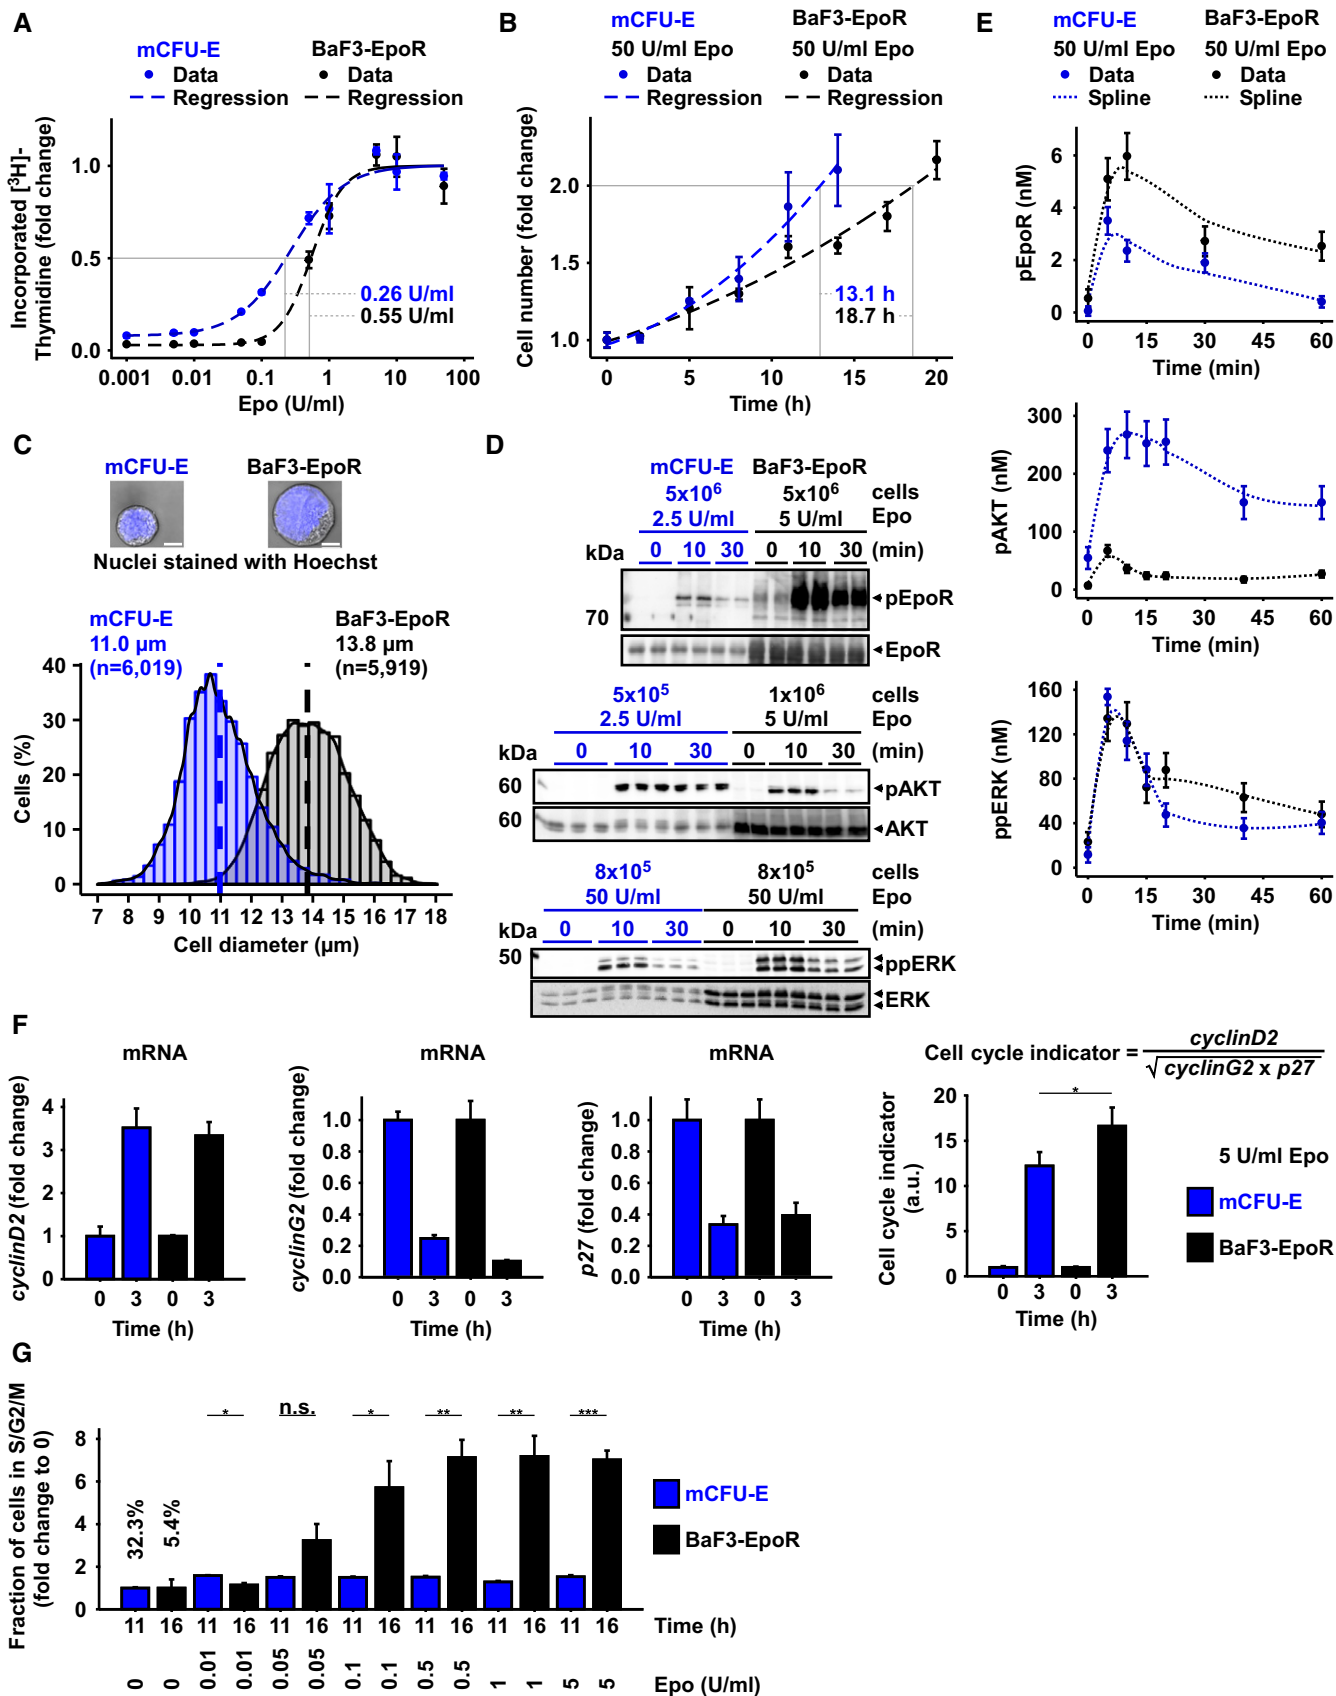 A
mCFU-E
BaF3-EpoR
Data
Data
Regression
Regression
Incorporated [³H]-
Thymidine (fold change)
1.0
0.5
0.0
0.26 U/ml
0.55 U/ml
0.001 0.01 0.1 1 10 100
Epo (U/ml)
B
mCFU-E
BaF3-EpoR
50 U/ml Epo
50 U/ml Epo
Data
Data
Regression
Regression
Cell number (fold change)
2.0
1.5
1.0
13.1 h
18.7 h
0 5 10 15 20
Time (h)
E
mCFU-E
BaF3-EpoR
50 U/ml Epo
50 U/ml Epo
Data
Data
Spline
Spline
pEpoR (nM)
6
4
2
0
0 15 30 45 60
Time (min)
pAKT (nM)
300
200
100
0
0 15 30 45 60
Time (min)
ppERK (nM)
160
120
80
40
0
0 15 30 45 60
Time (min)
C
mCFU-E
BaF3-EpoR
Nuclei stained with Hoechst
mCFU-E
11.0 µm
(n=6,019)
BaF3-EpoR
13.8 µm
(n=5,919)
Cells (%)
40
30
20
10
0
7 8 9 10 11 12 13 14 15 16 17 18
Cell diameter (µm)
D
mCFU-E BaF3-EpoR
5x10⁶ 5x10⁶ cells
2.5 U/ml 5 U/ml Epo
kDa 0 10 30 0 10 30 (min)
70
pEpoR
EpoR
5x10⁵ 1x10⁶ cells
2.5 U/ml 5 U/ml Epo
kDa 0 10 30 0 10 30 (min)
60
pAKT
60
AKT
8x10⁵ 8x10⁵ cells
50 U/ml 50 U/ml Epo
kDa 0 10 30 0 10 30 (min)
50
ppERK
ERK
F
mRNA
cyclinD2 (fold change)
4
3
2
1
0
0 3 0 3
Time (h)
mRNA
cyclinG2 (fold change)
1.0
0.8
0.6
0.4
0.2
0.0
0 3 0 3
Time (h)
mRNA
p27 (fold change)
1.0
0.8
0.6
0.4
0.2
0.0
0 3 0 3
Time (h)
Cell cycle indicator = cyclinD2
√ cyclinG2 x p27
Cell cycle indicator
(a.u.)
20
15
10
5
0
*
0 3 0 3
Time (h)
5 U/ml Epo
mCFU-E
BaF3-EpoR
G
Fraction of cells in S/G2/M
(fold change to 0)
8
6
4
2
0
32.3%
5.4%
* n.s. * ** ** ***
mCFU-E
BaF3-EpoR
11 16 11 16 11 16 11 16 11 16 11 16 11 16 Time (h)
0 0 0.01 0.01 0.05 0.05 0.1 0.1 0.5 0.5 1 1 5 5 Epo (U/ml)